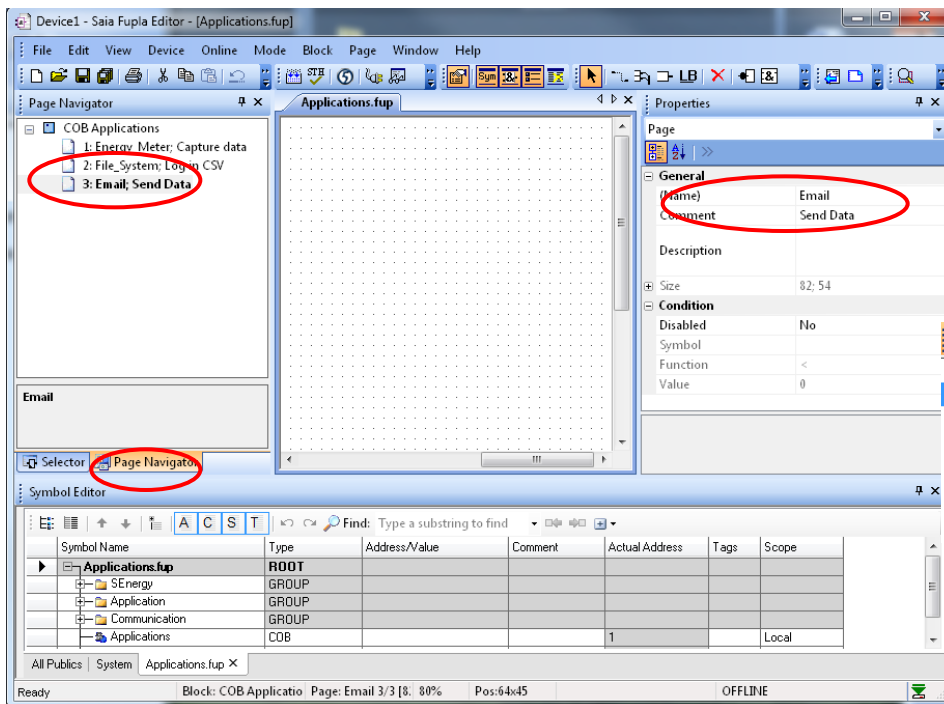 Device1 - Saia Fupla Editor - [Applications.fup]
File Edit View Device Online Mode Block Page Window Help
STH Sym LB
Page Navigator
Applications.fup
Properties
COB Applications
1: Energy_Meter; Capture data
2: File_System; Log in CSV
3: Email; Send Data
Page
General
(Name) Email
Comment Send Data
Description
Size 82; 54
Condition
Disabled No
Symbol
Function <
Value 0
Email
Selector Page Navigator
Symbol Editor
A C S T Find: Type a substring to find
Symbol Name Type Address/Value Comment Actual Address Tags Scope
Applications.fup ROOT
SEnergy GROUP
Application GROUP
Communication GROUP
Applications COB 1 Local
All Publics System Applications.fup
Ready Block: COB Applicatio Page: Email 3/3 [8: 80% Pos:64x45 OFFLINE